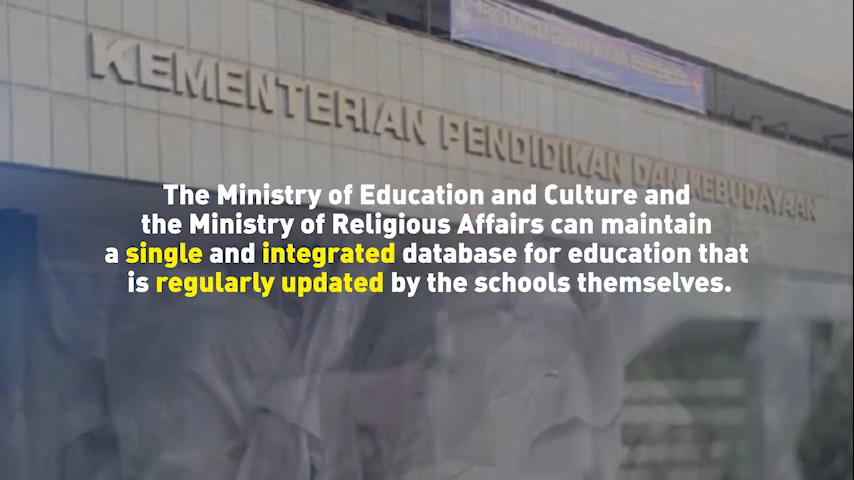 KEMENTERIAN PENDIDIKAN DAN KEBUDAYAAN
The Ministry of Education and Culture and
the Ministry of Religious Affairs can maintain
a single and integrated database for education that
is regularly updated by the schools themselves.